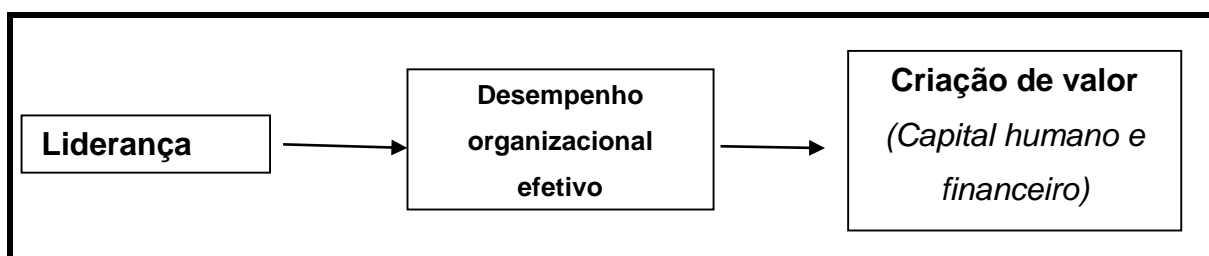 Liderança
Desempenho
organizacional
efetivo
Criação de valor
(Capital humano e
financeiro)